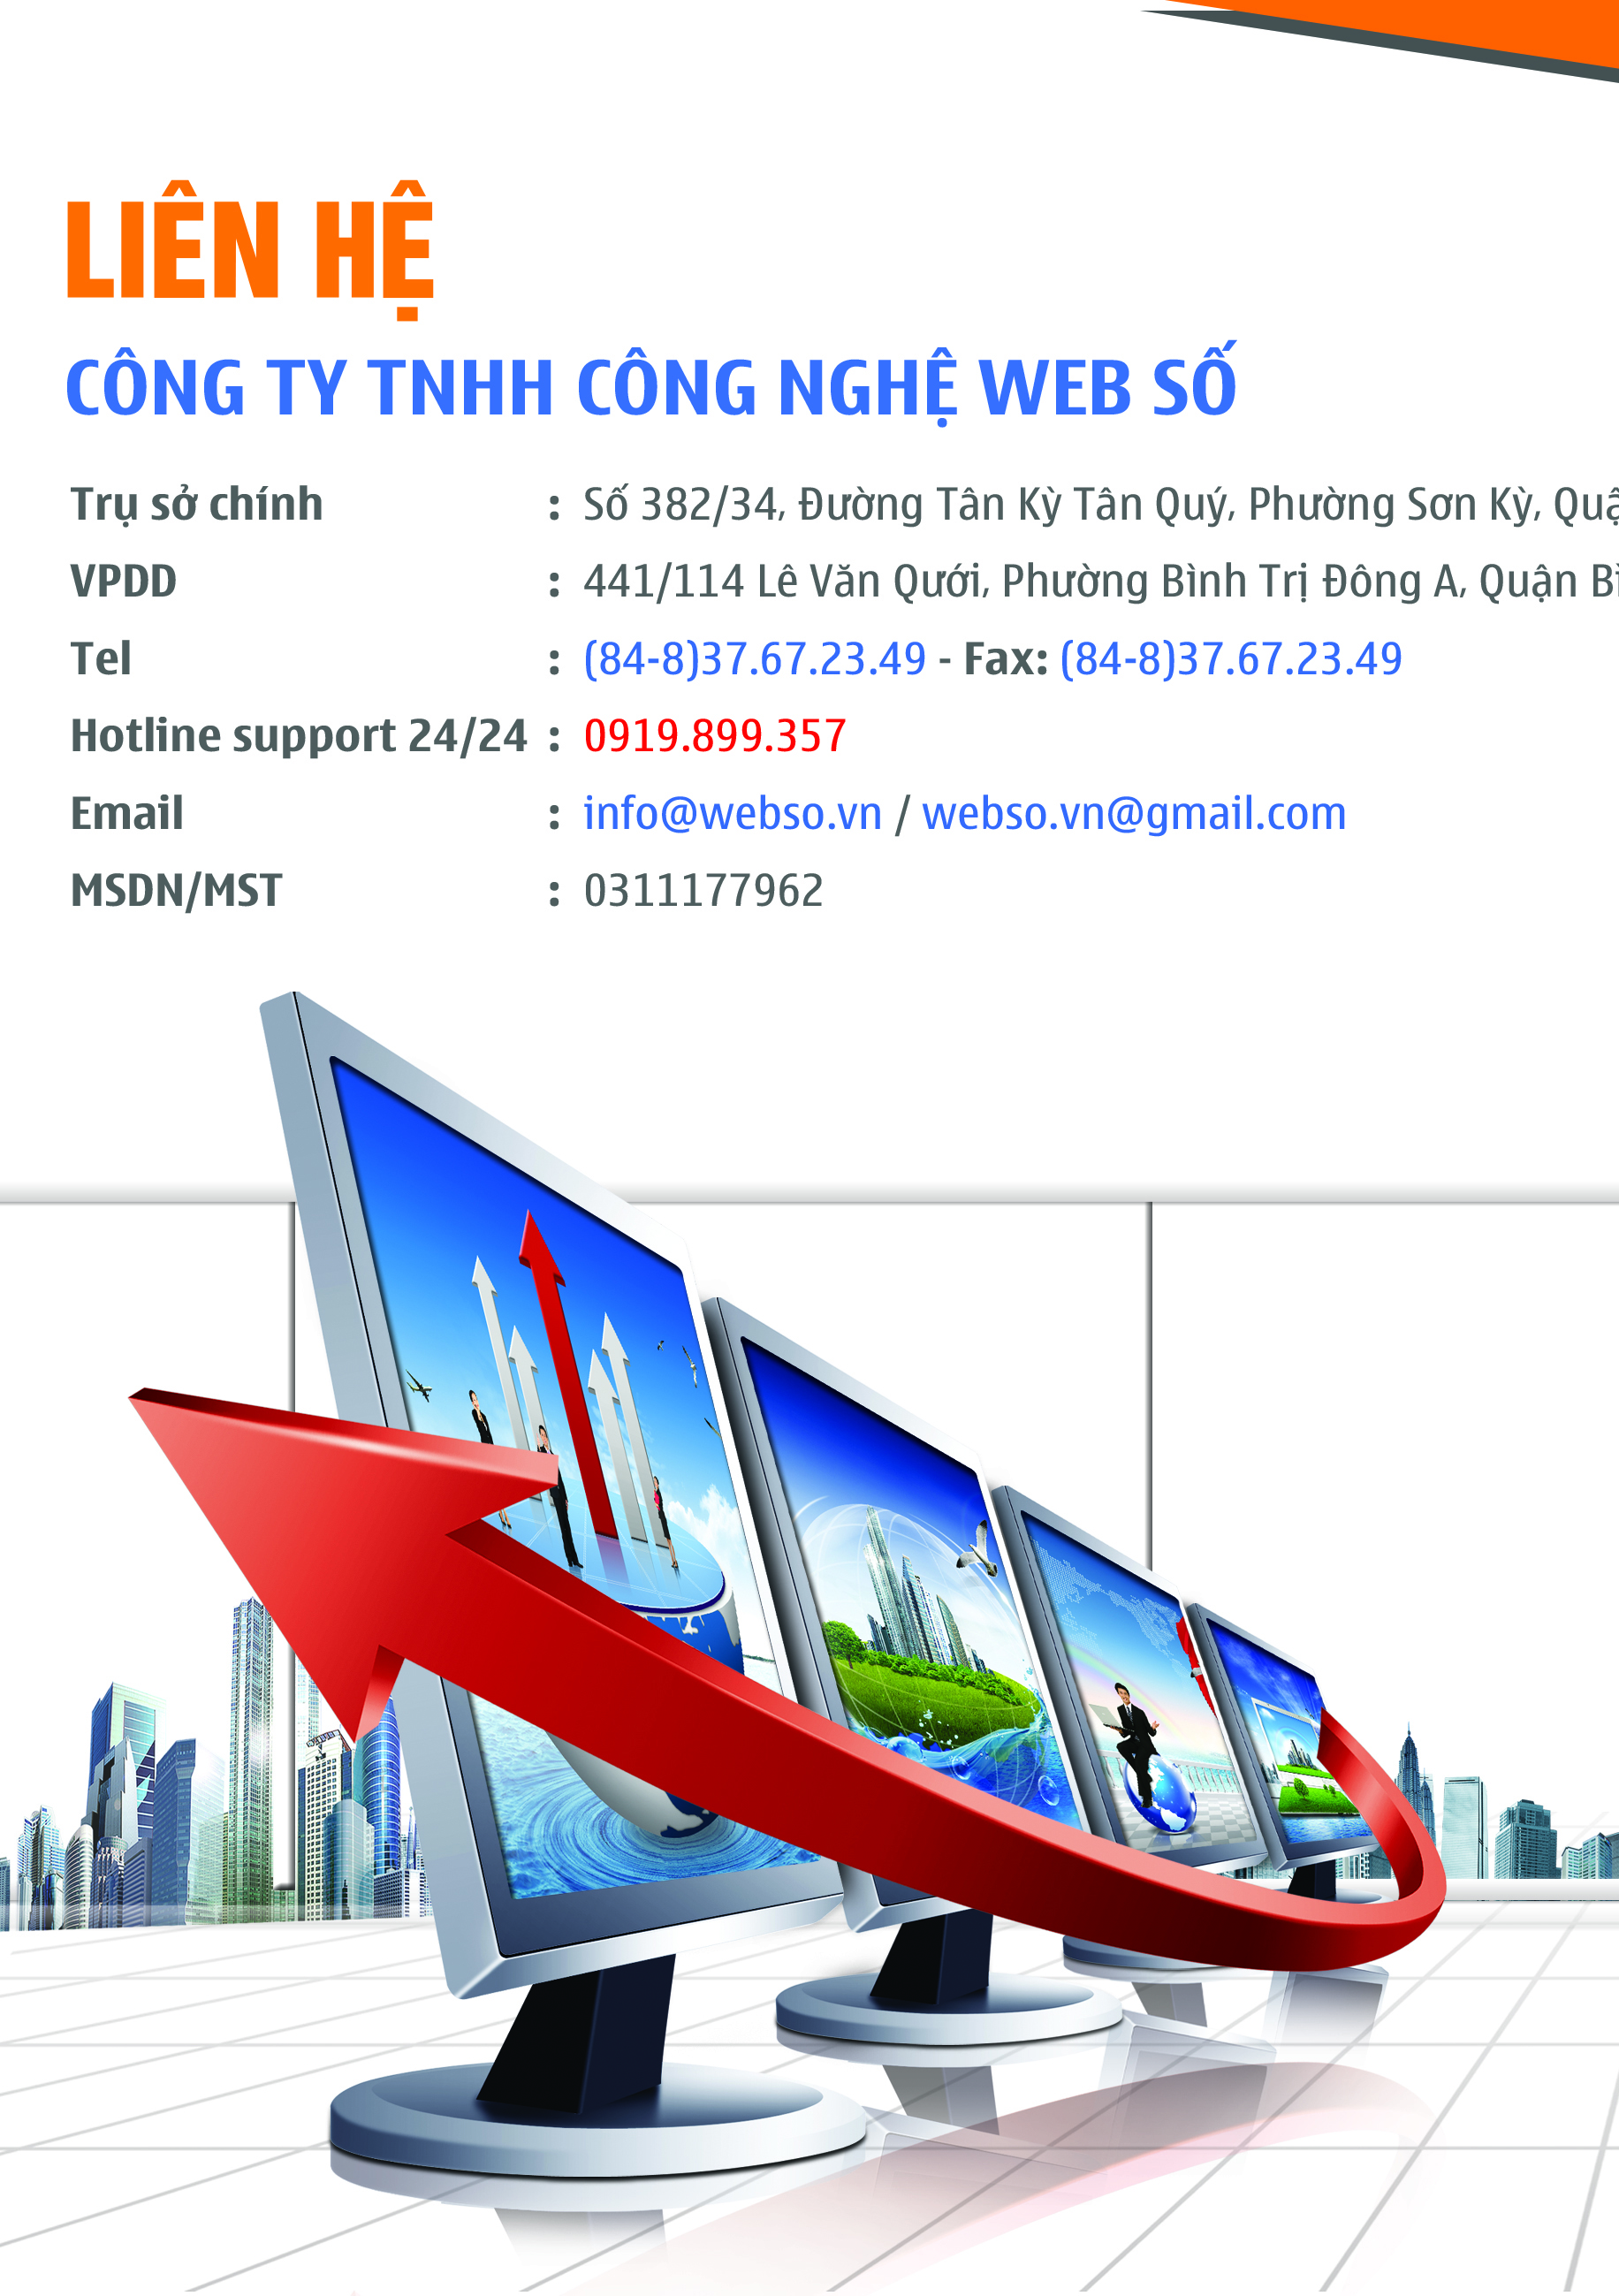 LIÊN HỆ
CÔNG TY TNHH CÔNG NGHỆ WEB SỐ
Trụ sở chính : Số 382/34, Đường Tân Kỳ Tân Quý, Phường Sơn Kỳ,
VPDD : 441/114 Lê Văn Quới, Phường Bình Trị Đông A, Quận
Tel : (84-8)37.67.23.49 - Fax: (84-8)37.67.23.49
Hotline support 24/24 : 0919.899.357
Email : info@webso.vn / webso.vn@gmail.com
MSDN/MST : 0311177962